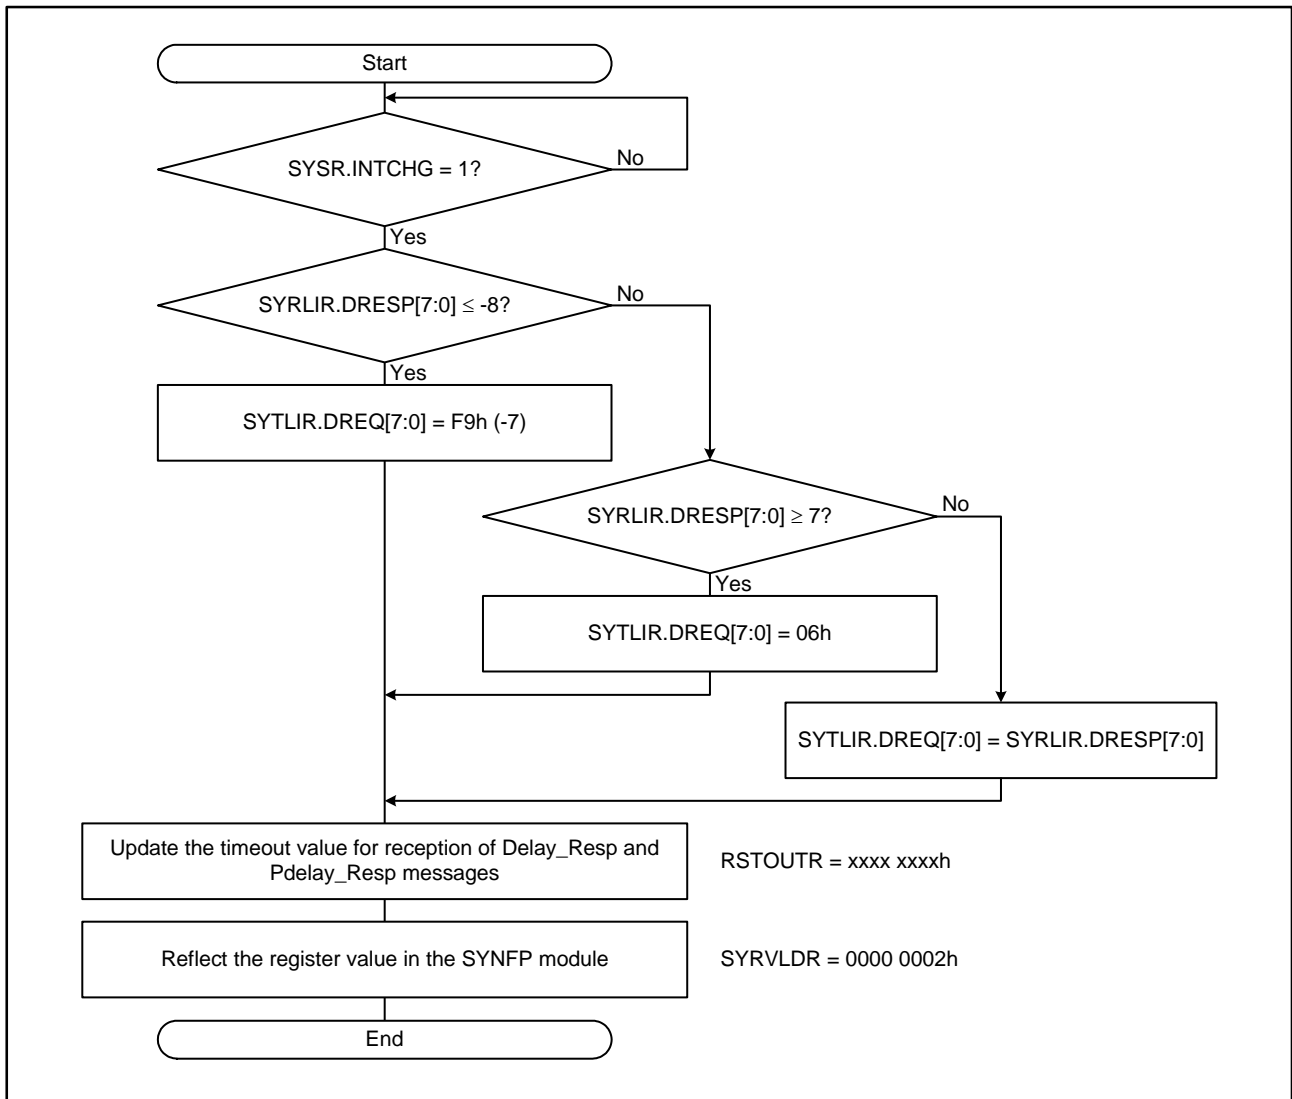 Start
SYSR.INTCHG = 1?
No
Yes
SYRLIR.DRESP[7:0] ≤ -8?
No
Yes
SYTLIR.DREQ[7:0] = F9h (-7)
SYRLIR.DRESP[7:0] ≥ 7?
No
Yes
SYTLIR.DREQ[7:0] = 06h
SYTLIR.DREQ[7:0] = SYRLIR.DRESP[7:0]
Update the timeout value for reception of Delay_Resp and
Pdelay_Resp messages
RSTOUTR = xxxx xxxxh
Reflect the register value in the SYNFP module
SYRVLDR = 0000 0002h
End